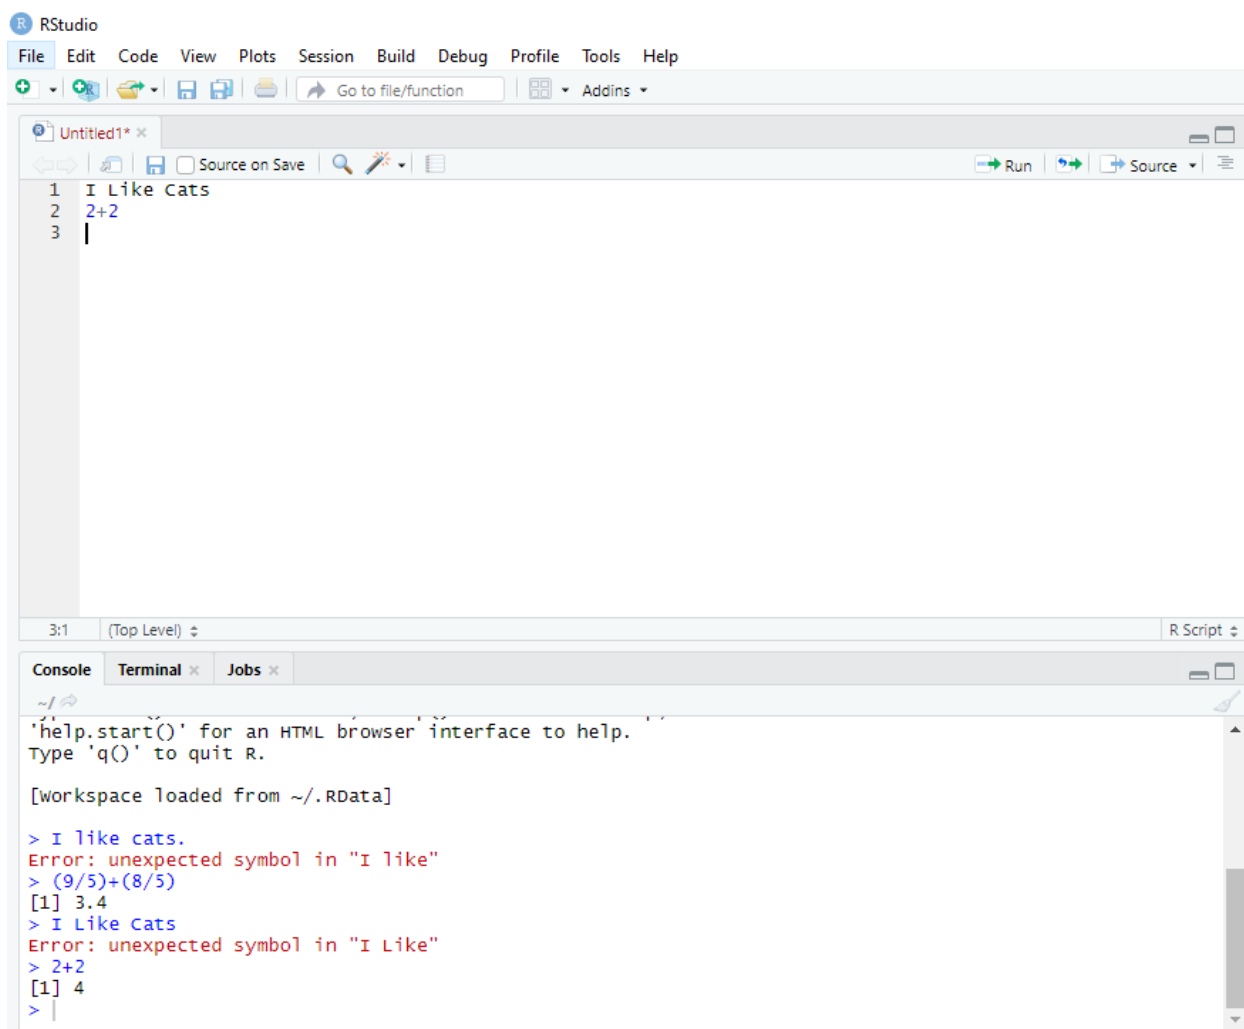 RStudio
File Edit Code View Plots Session Build Debug Profile Tools Help
Go to file/function Addins
Untitled1*
Source on Save Run Source
1 I Like Cats
2 2+2
3
3:1 (Top Level) R Script
Console Terminal Jobs
~/
'help.start()' for an HTML browser interface to help.
Type 'q()' to quit R.
[Workspace loaded from ~/.RData]
> I like cats.
Error: unexpected symbol in "I like"
> (9/5)+(8/5)
[1] 3.4
> I Like Cats
Error: unexpected symbol in "I Like"
> 2+2
[1] 4
>